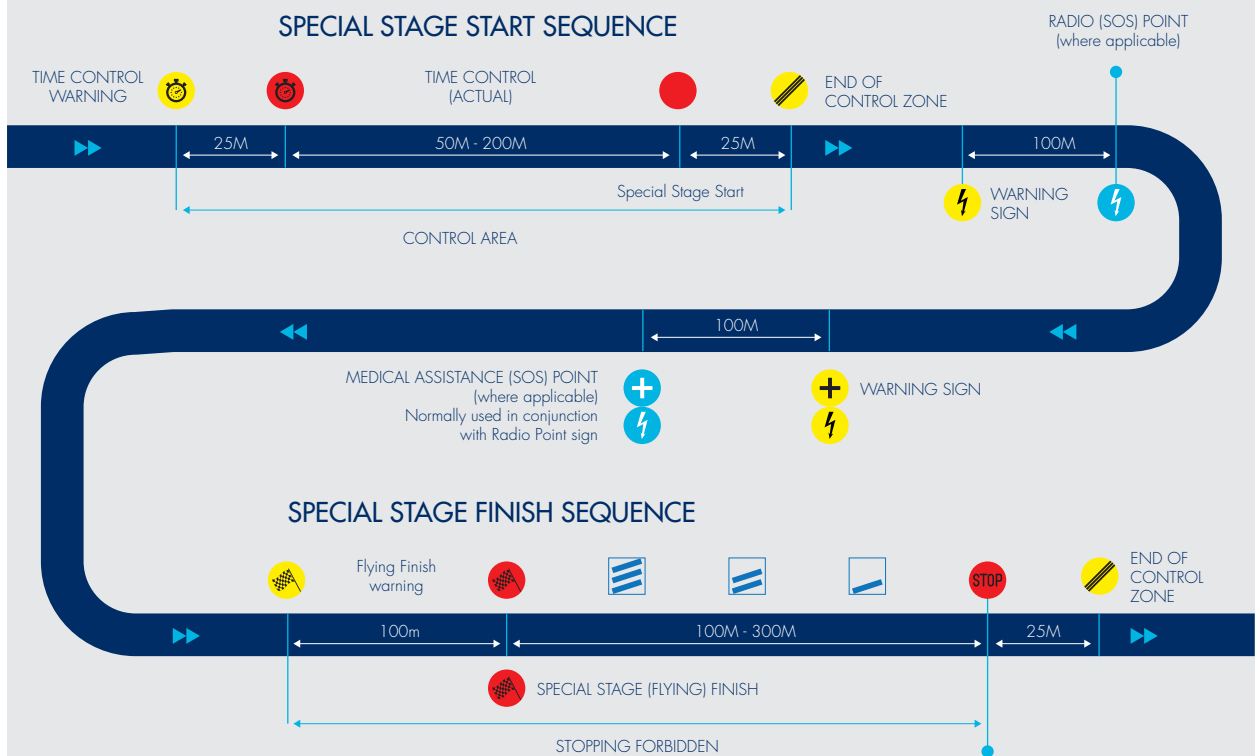 SPECIAL STAGE START SEQUENCE
RADIO (SOS) POINT
(where applicable)
TIME CONTROL
WARNING
TIME CONTROL
(ACTUAL)
END OF
CONTROL ZONE
25M
50M - 200M
25M
100M
Special Stage Start
WARNING
SIGN
CONTROL AREA
100M
MEDICAL ASSISTANCE (SOS) POINT
(where applicable)
Normally used in conjunction
with Radio Point sign
WARNING SIGN
SPECIAL STAGE FINISH SEQUENCE
Flying Finish
warning
STOP
END OF
CONTROL
ZONE
100m
100M - 300M
25M
SPECIAL STAGE (FLYING) FINISH
STOPPING FORBIDDEN